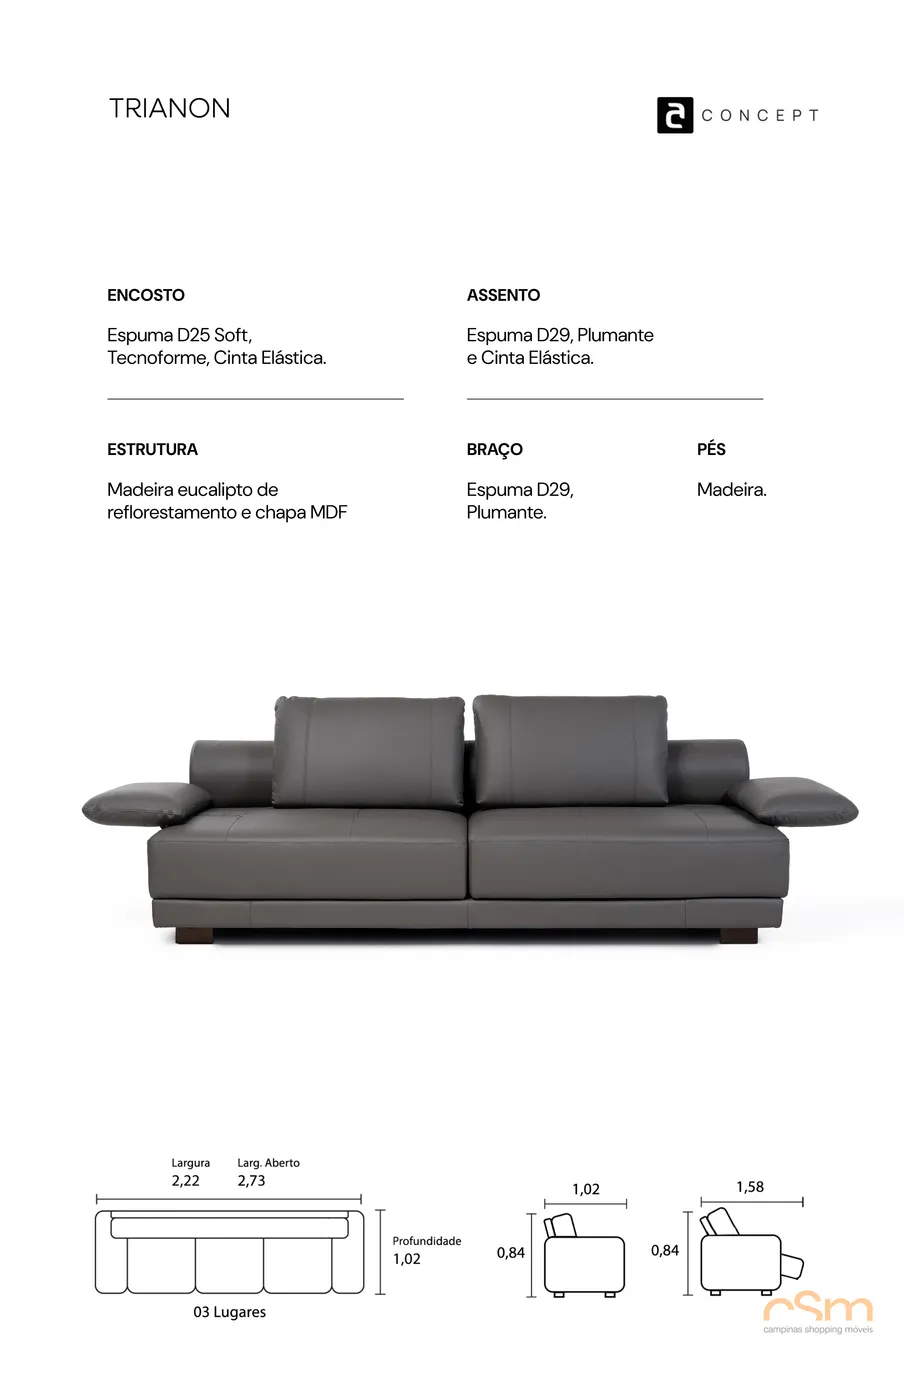 TRIANON
CONCEPT
ENCOSTO
Espuma D25 Soft,
Tecnoforme, Cinta Elástica.
ASSENTO
Espuma D29, Plumante
e Cinta Elástica.
ESTRUTURA
Madeira eucalipto de
reflorestamento e chapa MDF
BRAÇO
Espuma D29,
Plumante.
PÉS
Madeira.
Largura
2,22
Larg. Aberto
2,73
Profundidade
1,02
03 Lugares
1,02
0,84
1,58
0,84
csm
campinas shopping móveis